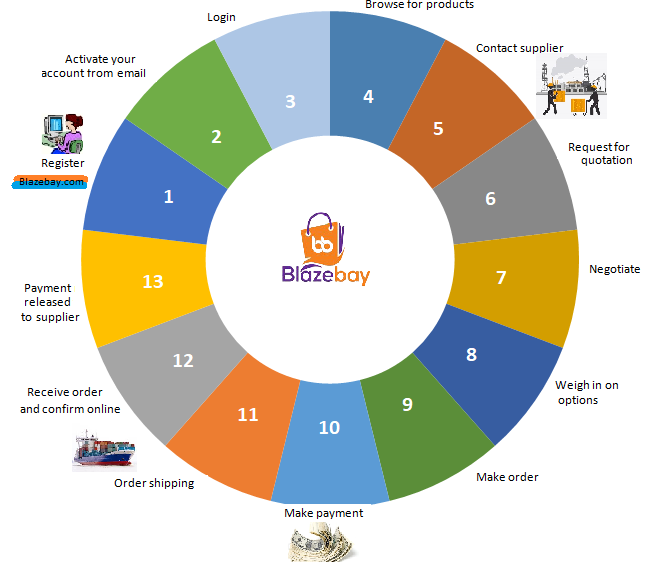 Browse for products
Login
3
4
Contact supplier
5
Activate your
account from email
2
Request for
quotation
6
Register
Blazebay.com
1
bb
Blazebay
Negotiate
7
13
Payment
released
to supplier
8
Weigh in on
options
12
Receive order
and confirm online
9
Make order
11
Order shipping
10
Make payment